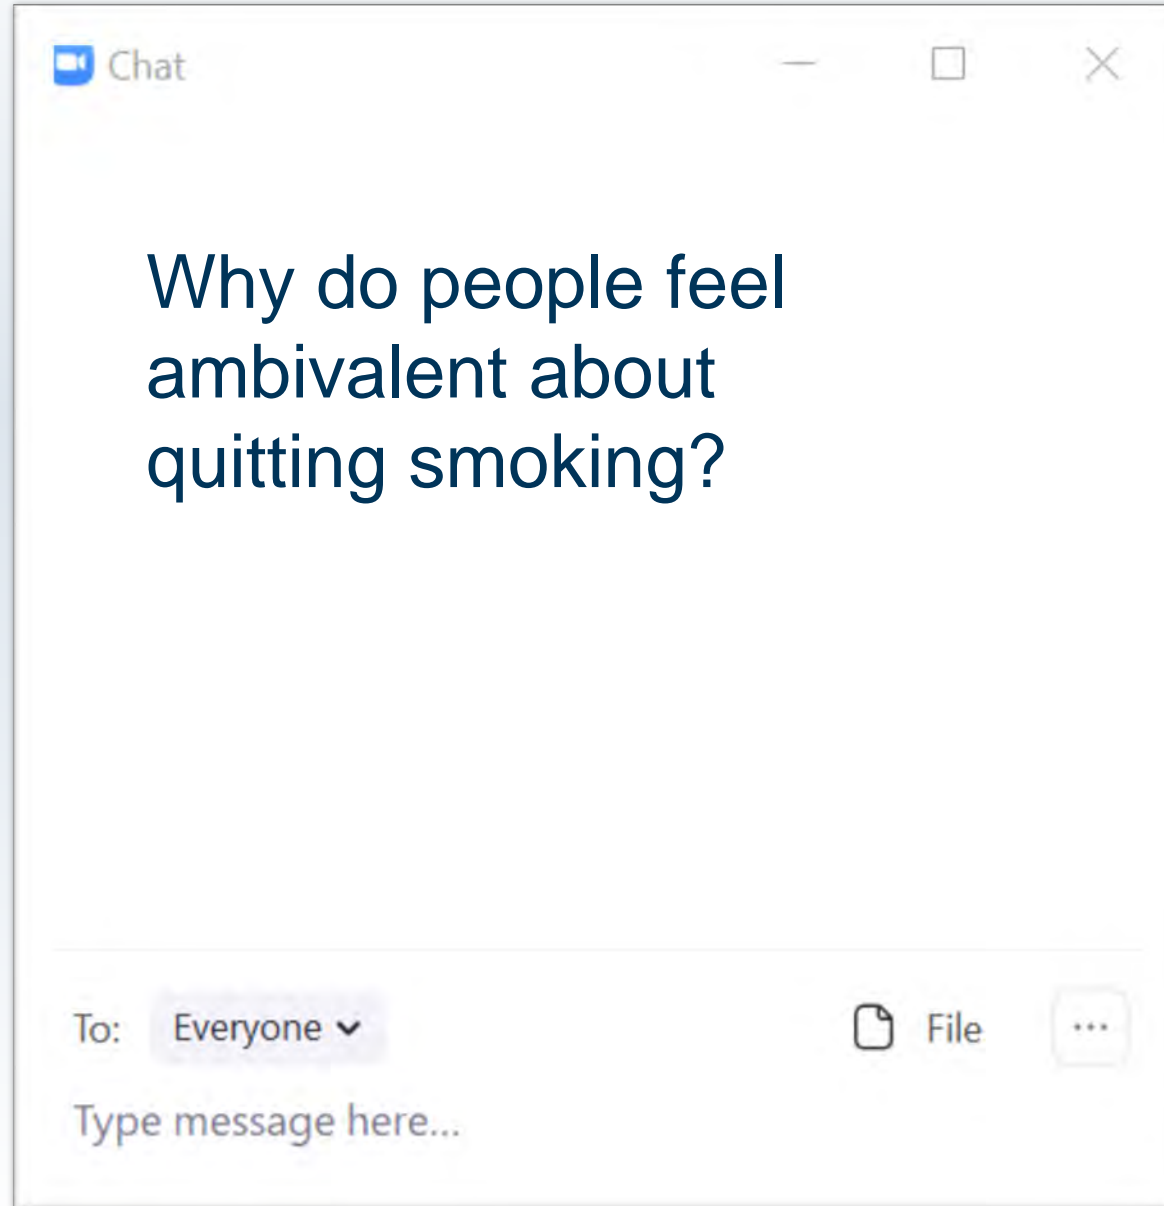 Chat
Why do people feel
ambivalent about
quitting smoking?
To: Everyone
File
Type message here...